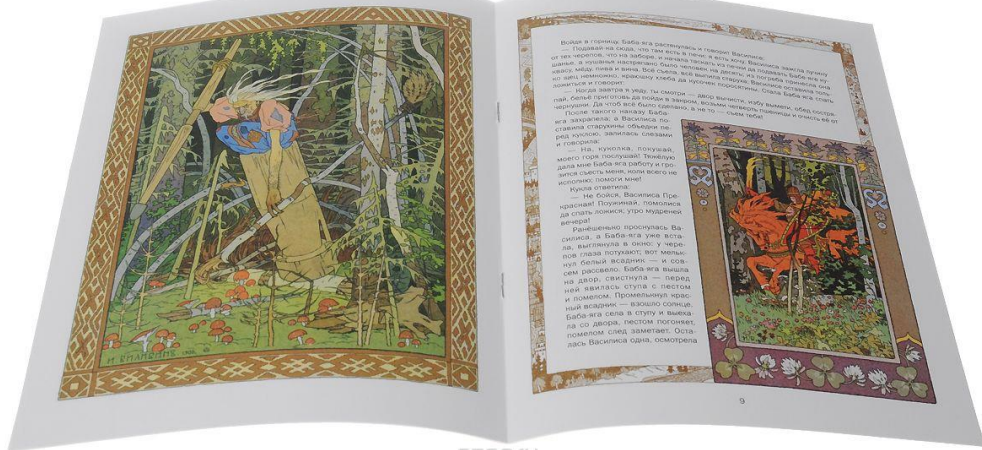 И БИЛИБИНЪ 1900
Войдя в горницу, Баба-яга растянулась и говорит Василисе:
— Подавай-ка сюда, что там есть в печи: я есть хочу. Василиса зажгла лучину
от тех черепов, что на заборе, и начала таскать из печки да подавать Бабе-яге ку-
шанье, а кушанья настряпано было человек на десять; из погреба принесла она
квасу, мёду, пива и вина. Всё съела, всё выпила старуха; Василисе оставила толь-
ко щец немножко, краюшку хлеба да кусочек поросятины. Стала Баба-яга спать
ложиться и говорит:
— Когда завтра я уеду, ты смотри — двор вычисти, избу вымети, обед состря-
пай, бельё приготовь да пойди в закром, возьми четверть пшеницы и очисть её от
чернушки. Да чтоб всё было сделано, а не то — съем тебя!
После такого наказу Баба-
яга захрапела; а Василиса по-
ставила старухины объедки пе-
ред куклою, залилась слезами
и говорила:
— На, куколка, покушай,
моего горя послушай! Тяжёлую
дала мне Баба-яга работу и гро-
зится съесть меня, коли всего не
исполню; помоги мне!
Кукла ответила:
— Не бойся, Василиса Пре-
красная! Поужинай, помолися
да спать ложися; утро мудреней
вечера!
Ранёшенько проснулась Ва-
силиса, а Баба-яга уже вста-
ла, выглянула в окно: у чере-
пов глаза потухают; вот мельк-
нул белый всадник — и сов-
сем рассвело. Баба-яга вышла
на двор, свистнула — перед
ней явилась ступа с пестом
и помелом. Промелькнул крас-
ный всадник — взошло солнце.
Баба-яга села в ступу и выеха-
ла со двора, пестом погоняет,
помелом след заметает. Оста-
лась Василиса одна, осмотрела
9